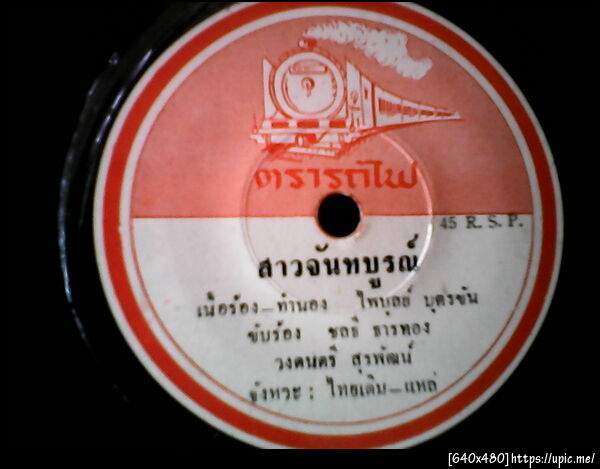 ตรารถไฟ
45 R. S. P.
สาวจันทบูรณ์
เนื้อร้อง-ทำนอง ไพบูลย์ บุตรขัน
ขับร้อง ชลธี ธารทอง
วงดนตรี สุรพัฒน์
จังหวะ : ไทยเดิม-แหล่
[640x480]https://upic.me/